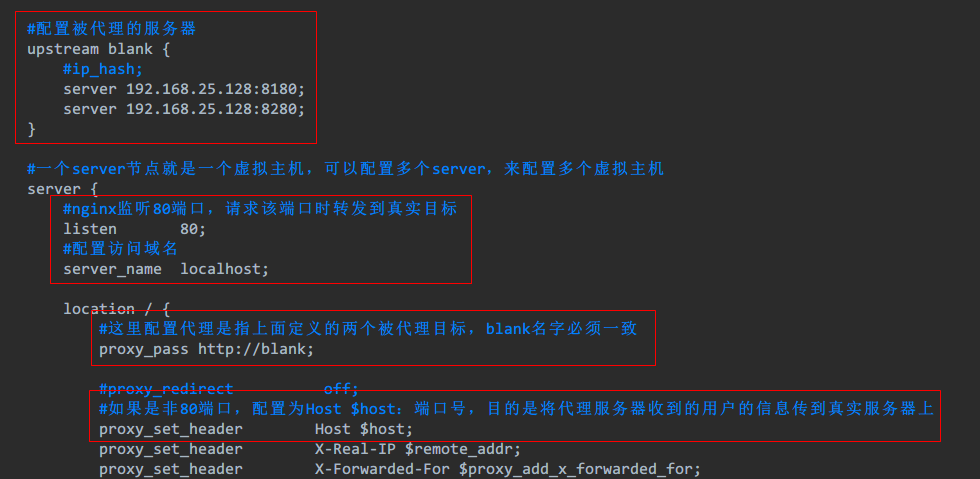 #配置被代理的服务器
upstream blank {
    #ip_hash;
    server 192.168.25.128:8180;
    server 192.168.25.128:8280;
}
#一个server节点就是一个虚拟主机，可以配置多个server，来配置多个虚拟主机
server {
    #nginx监听80端口，请求该端口时转发到真实目标
    listen       80;
    #配置访问域名
    server_name  localhost;
    location / {
        #这里配置代理是指上面定义的两个被代理目标，blank名字必须一致
        proxy_pass http://blank;
        #proxy_redirect          off;
        #如果是非80端口，配置为Host $host：端口号，目的是将代理服务器收到的用户的信息传到真实服务器上
        proxy_set_header        Host $host;
        proxy_set_header        X-Real-IP $remote_addr;
        proxy_set_header        X-Forwarded-For $proxy_add_x_forwarded_for;